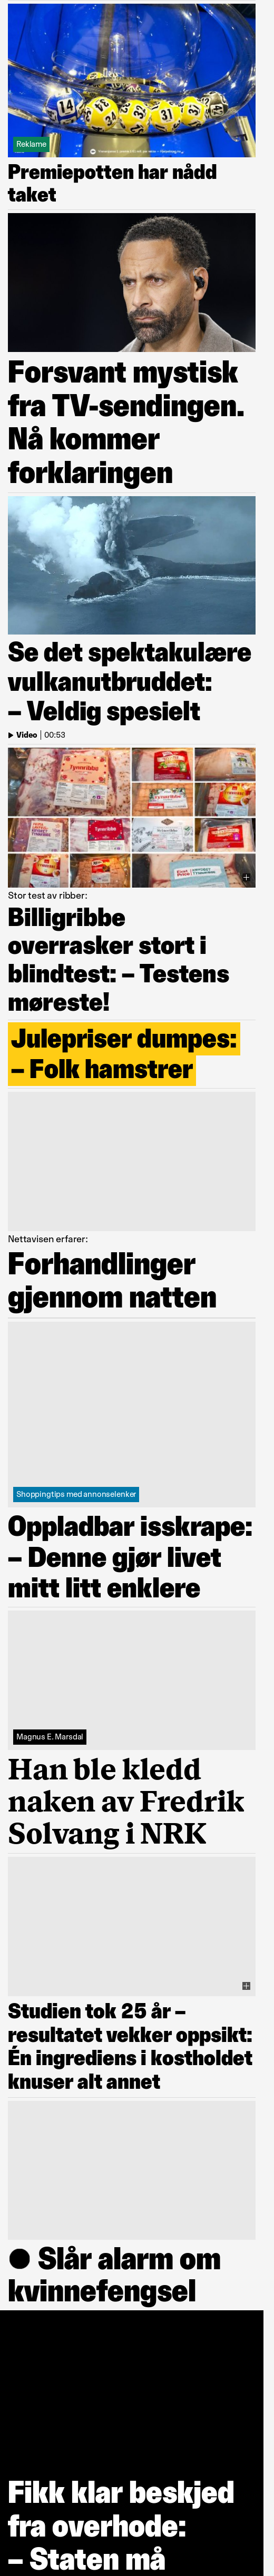 14
33
31
Reklame
Premiepotten har nådd
taket
Forsvant mystisk
fra TV-sendingen.
Nå kommer
forklaringen
Se det spektakulære
vulkanutbruddet:
– Veldig spesielt
Video | 00:53
Stor test av ribber:
Billigribbe
overrasker stort i
blindtest: – Testens
møreste!
Julepriser dumpes:
– Folk hamstrer
Nettavisen erfarer:
Forhandlinger
gjennom natten
Shoppingtips med annonselenker
Oppladbar isskrape:
– Denne gjør livet
mitt litt enklere
Magnus E. Marsdal
Han ble kledd
naken av Fredrik
Solvang i NRK
Studien tok 25 år –
resultatet vekker oppsikt:
Én ingrediens i kostholdet
knuser alt annet
● Slår alarm om
kvinnefengsel
Fikk klar beskjed
fra overhode:
– Staten må